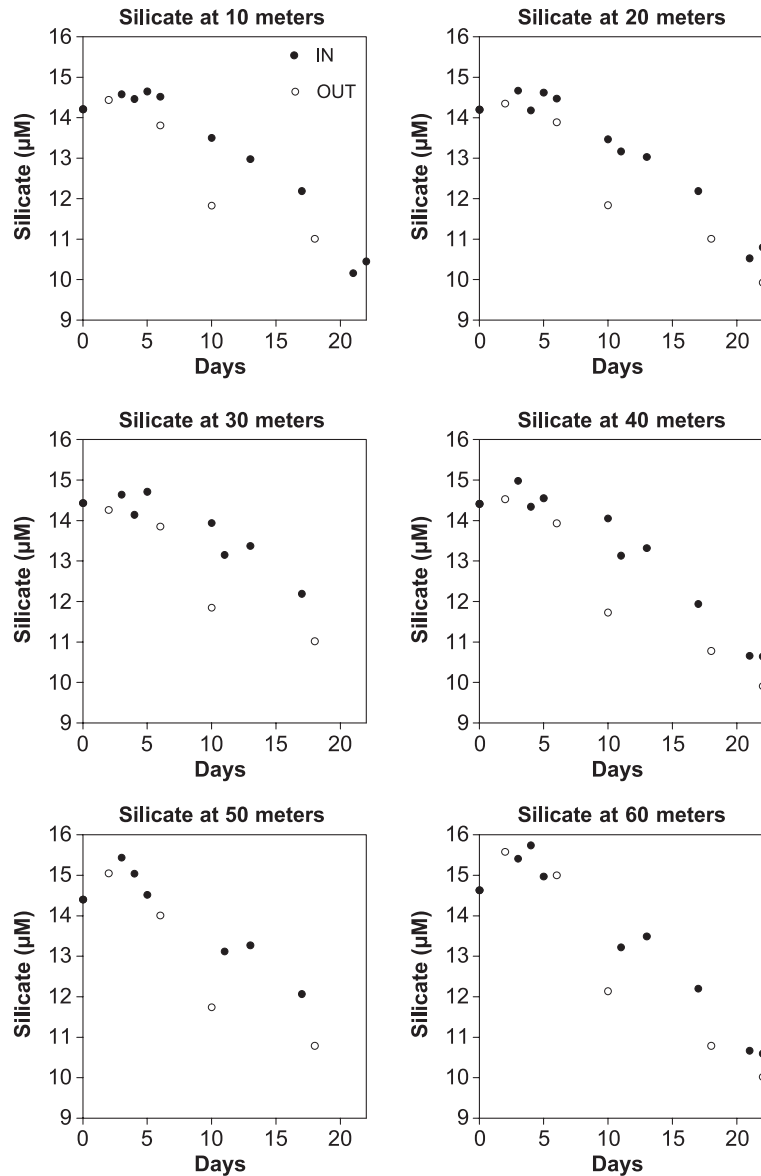 Silicate at 10 meters
16
15
14
13
12
11
10
9
Silicate (µM)
IN
OUT
0 5 10 15 20
Days
Silicate at 20 meters
16
15
14
13
12
11
10
9
Silicate (µM)
0 5 10 15 20
Days
Silicate at 30 meters
16
15
14
13
12
11
10
9
Silicate (µM)
0 5 10 15 20
Days
Silicate at 40 meters
16
15
14
13
12
11
10
9
Silicate (µM)
0 5 10 15 20
Days
Silicate at 50 meters
16
15
14
13
12
11
10
9
Silicate (µM)
0 5 10 15 20
Days
Silicate at 60 meters
16
15
14
13
12
11
10
9
Silicate (µM)
0 5 10 15 20
Days